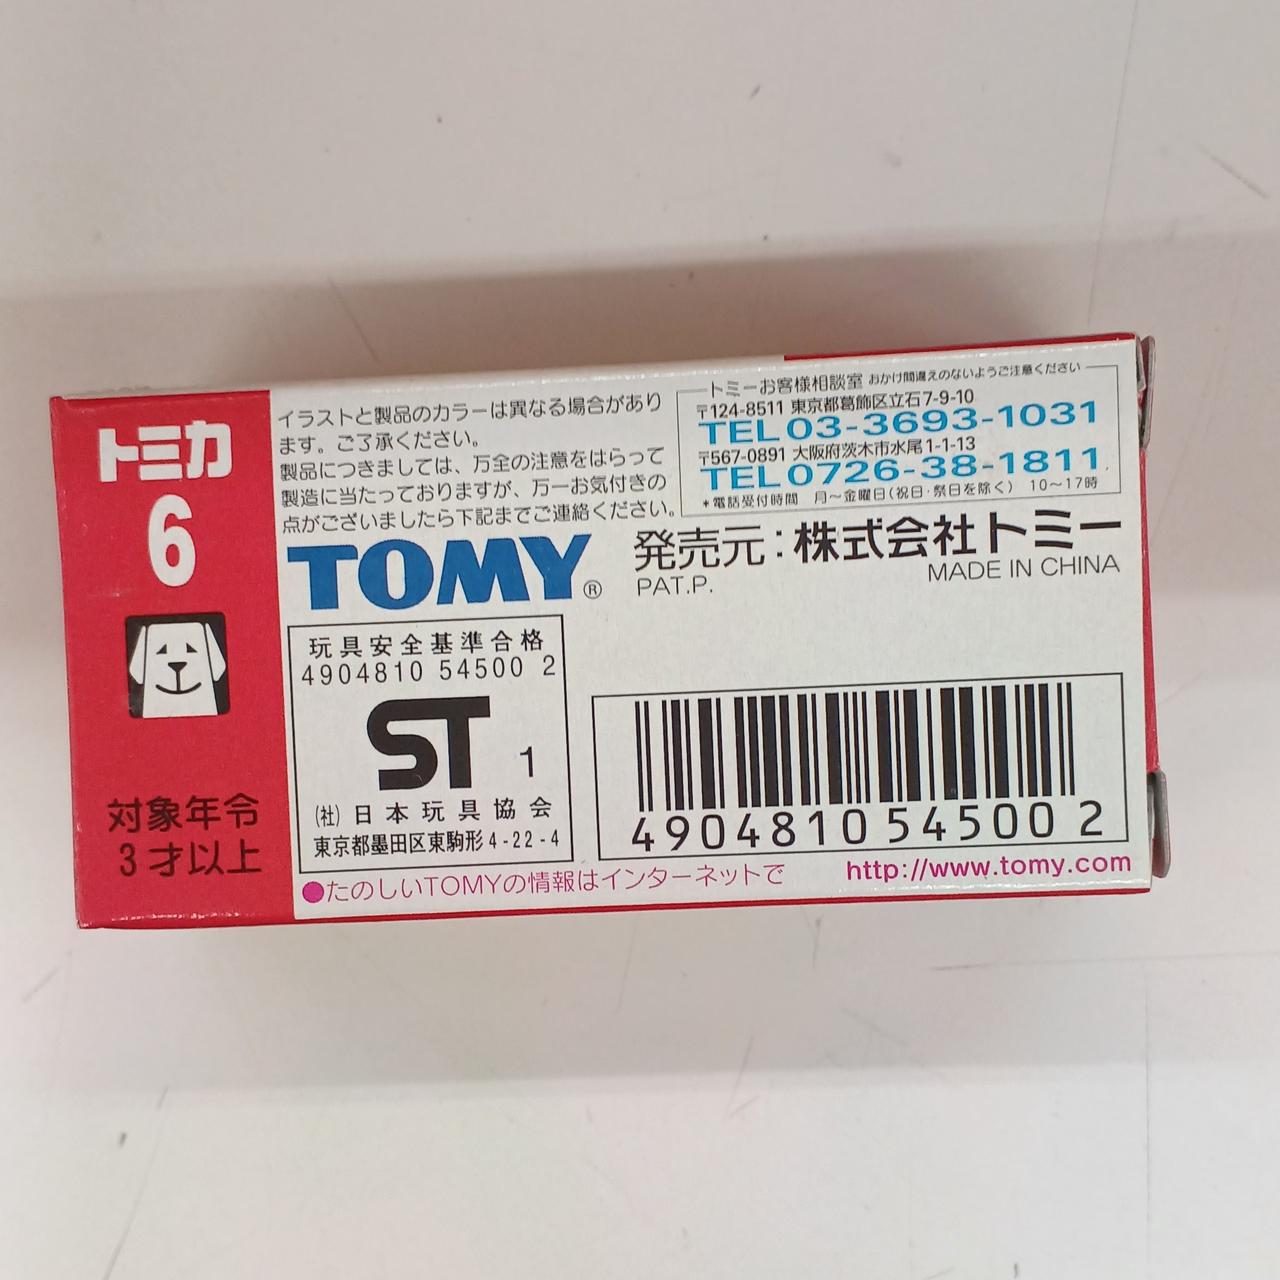 トミカ
6
対象年令
3才以上
イラストと製品のカラーは異なる場合があり
ます。ご了承ください。
製品につきましては、万全の注意をはらって
製造に当たっておりますが、万一お気付きの
点がございましたら下記までご連絡ください。
トミーお客様相談室 おかけ間違えのないようご注意ください
〒124-8511 東京都葛飾区立石7-9-10
TEL03-3693-1031
〒567-0891 大阪府茨木市水尾1-1-13
TEL0726-38-1811
*電話受付時間 月～金曜日(祝日・祭日を除く) 10～17時
TOMY®
発売元:株式会社トミー
PAT.P.
MADE IN CHINA
玩具安全基準合格
4904810 54500 2
ST 1
(社)日本玩具協会
東京都墨田区東駒形4-22-4
4904810545002
●たのしいTOMYの情報はインターネットで http://www.tomy.com